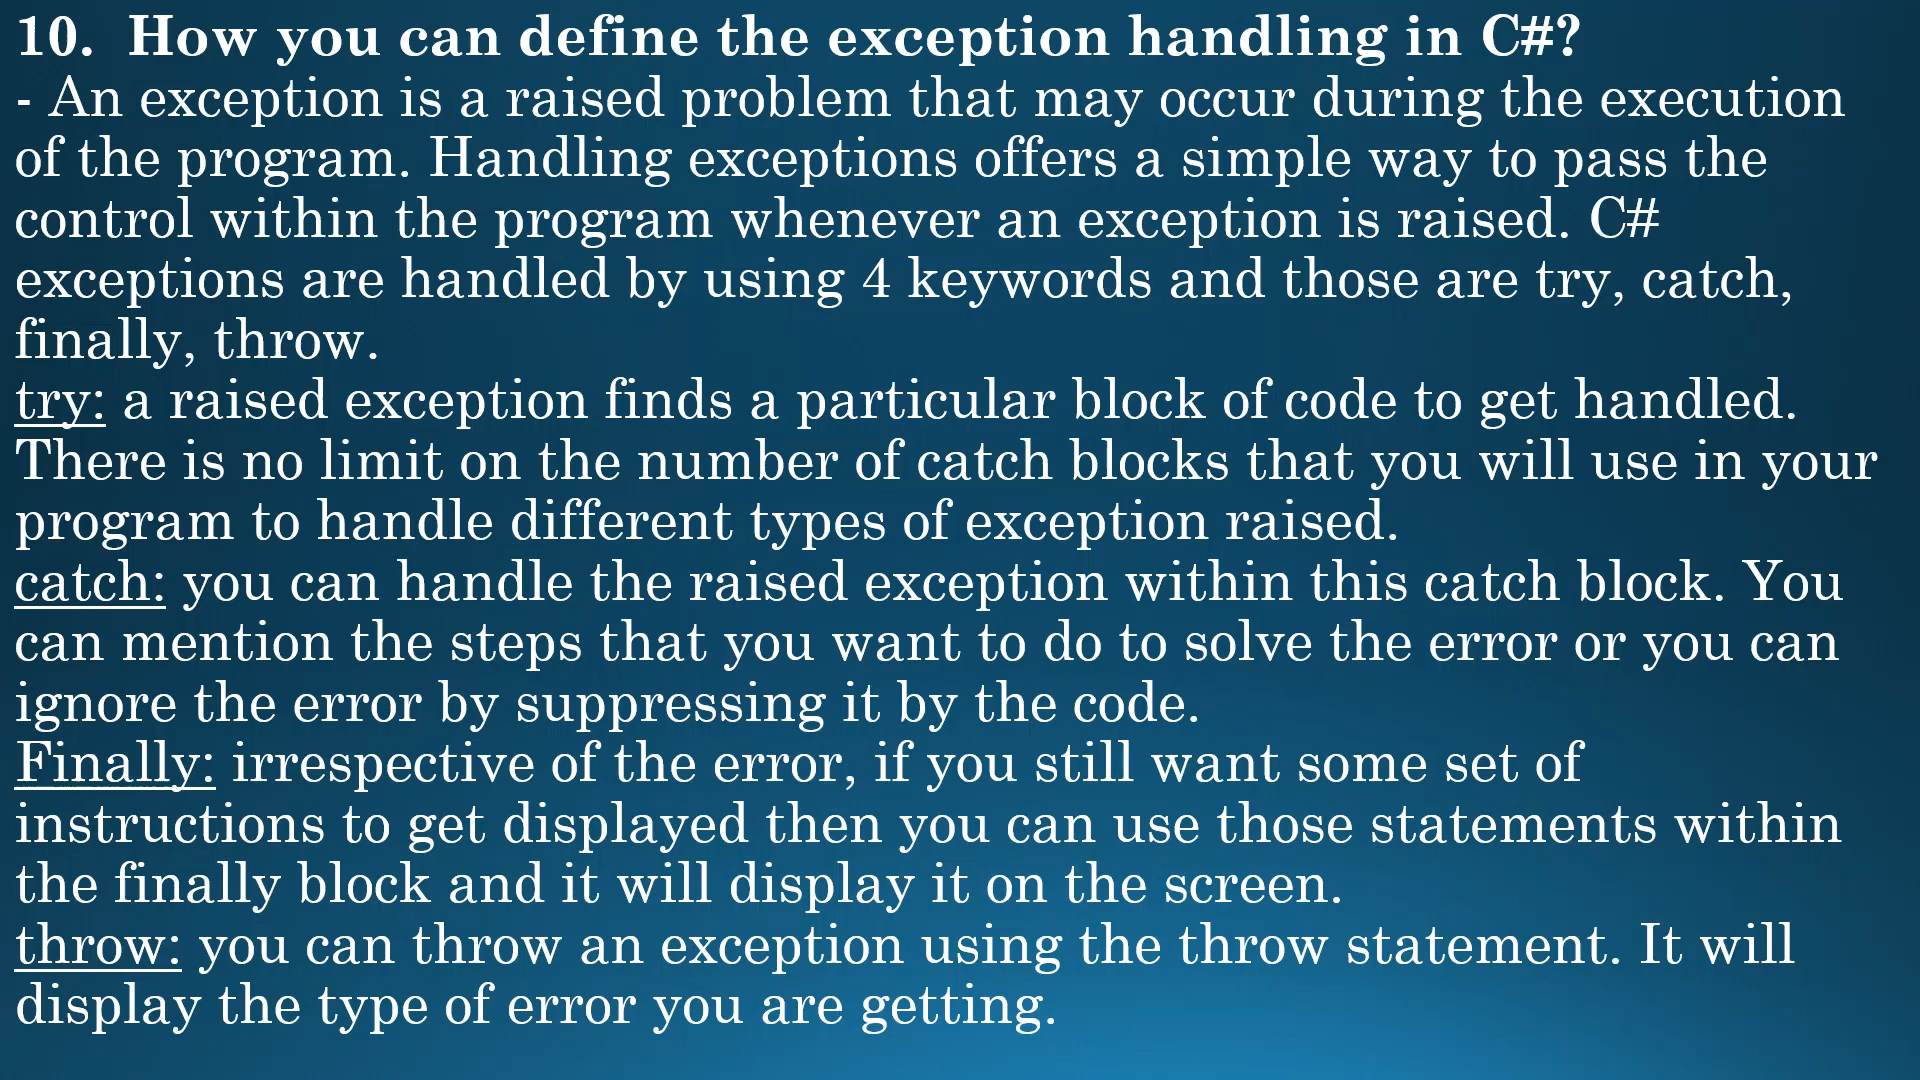 10.  How you can define the exception handling in C#?
- An exception is a raised problem that may occur during the execution
of the program. Handling exceptions offers a simple way to pass the
control within the program whenever an exception is raised. C#
exceptions are handled by using 4 keywords and those are try, catch,
finally, throw.
try: a raised exception finds a particular block of code to get handled.
There is no limit on the number of catch blocks that you will use in your
program to handle different types of exception raised.
catch: you can handle the raised exception within this catch block. You
can mention the steps that you want to do to solve the error or you can
ignore the error by suppressing it by the code.
Finally: irrespective of the error, if you still want some set of
instructions to get displayed then you can use those statements within
the finally block and it will display it on the screen.
throw: you can throw an exception using the throw statement. It will
display the type of error you are getting.